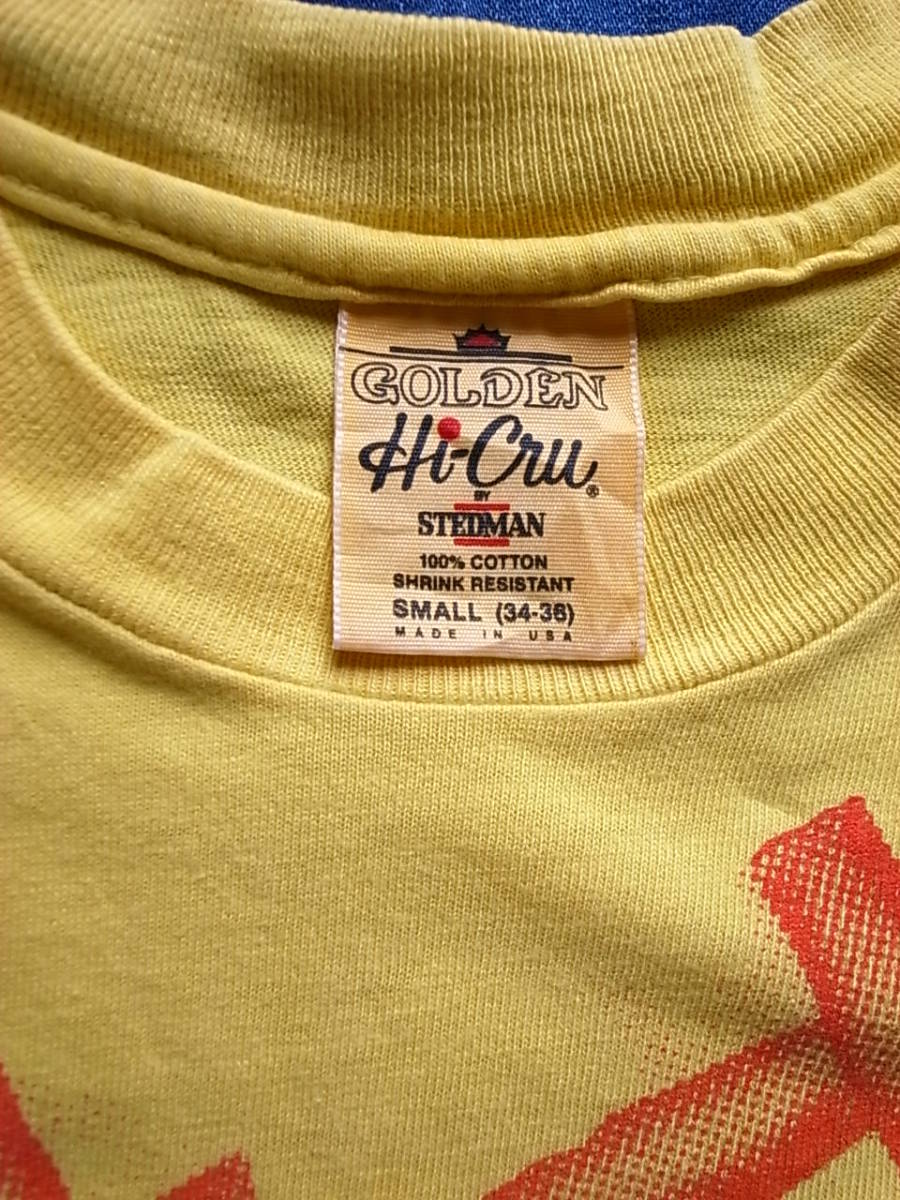 GOLDEN
Hi-Cru®
BY
STEDMAN
100% COTTON
SHRINK RESISTANT
SMALL (34-36)
MADE IN USA